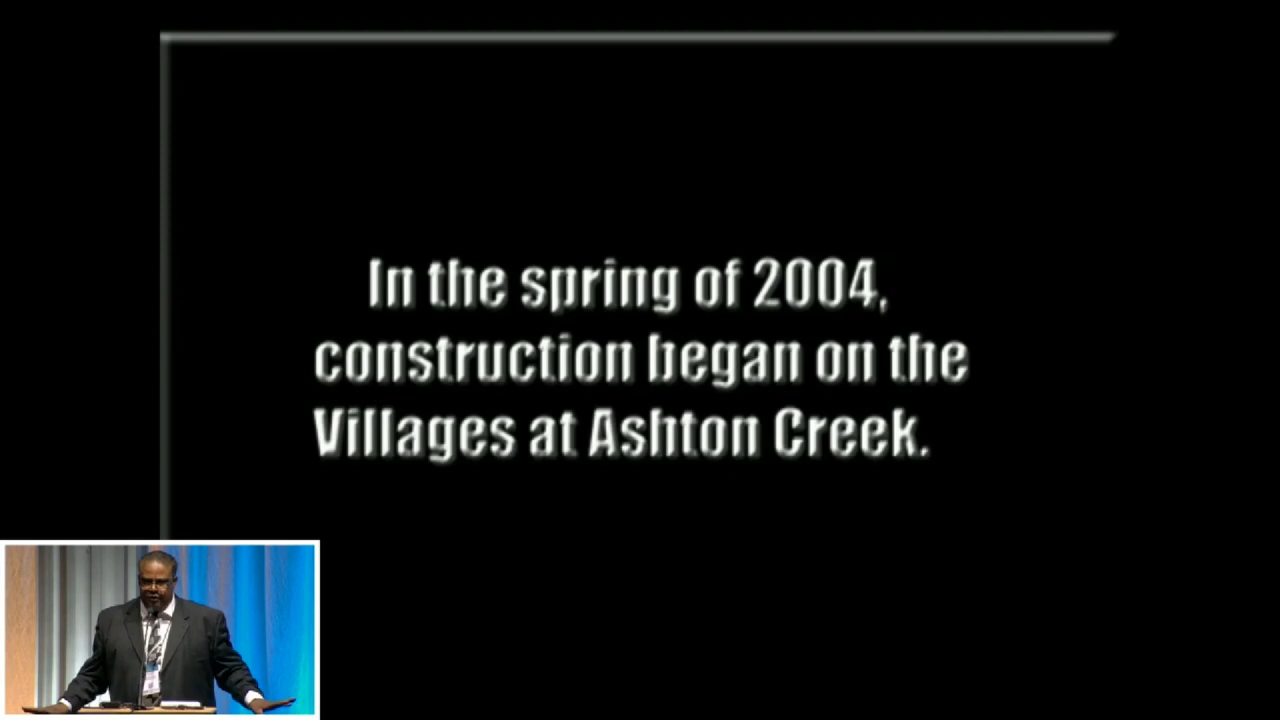 In the spring of 2004,
construction began on the
Villages at Ashton Creek.